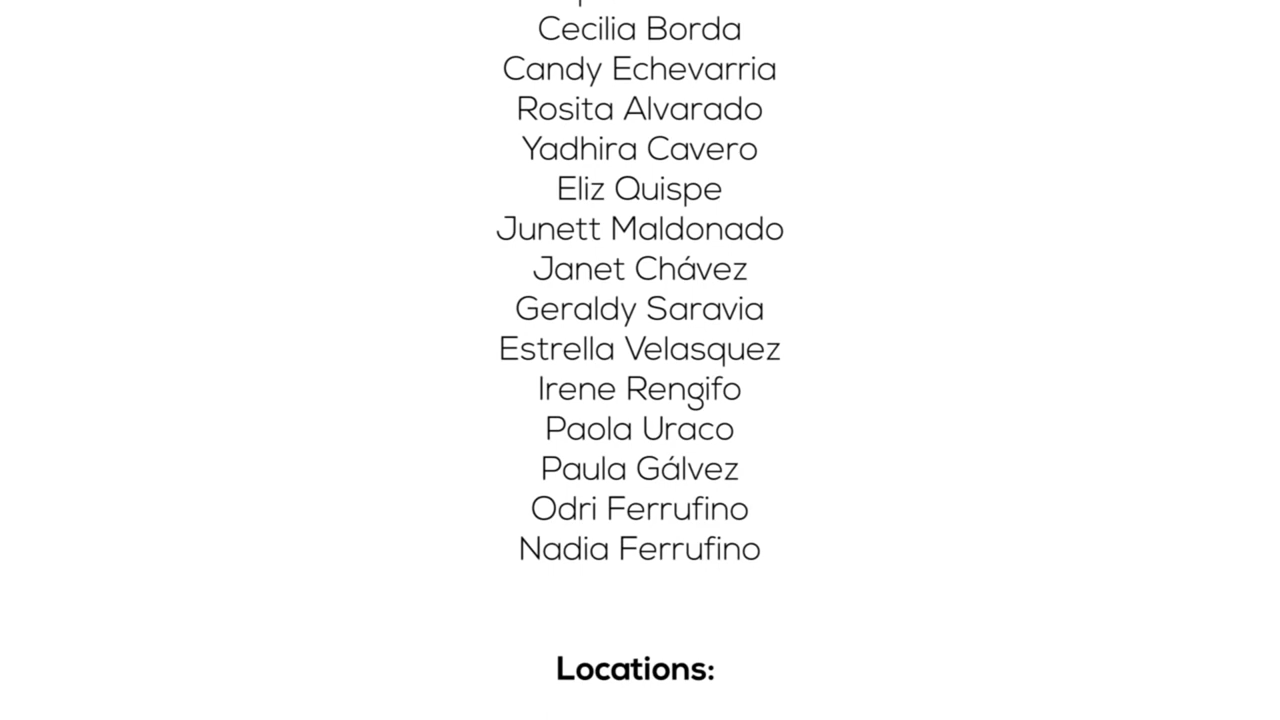 Cecilia Borda
Candy Echevarria
Rosita Alvarado
Yadhira Cavero
Eliz Quispe
Junett Maldonado
Janet Chávez
Geraldy Saravia
Estrella Velasquez
Irene Rengifo
Paola Uraco
Paula Gálvez
Odri Ferrufino
Nadia Ferrufino
Locations: